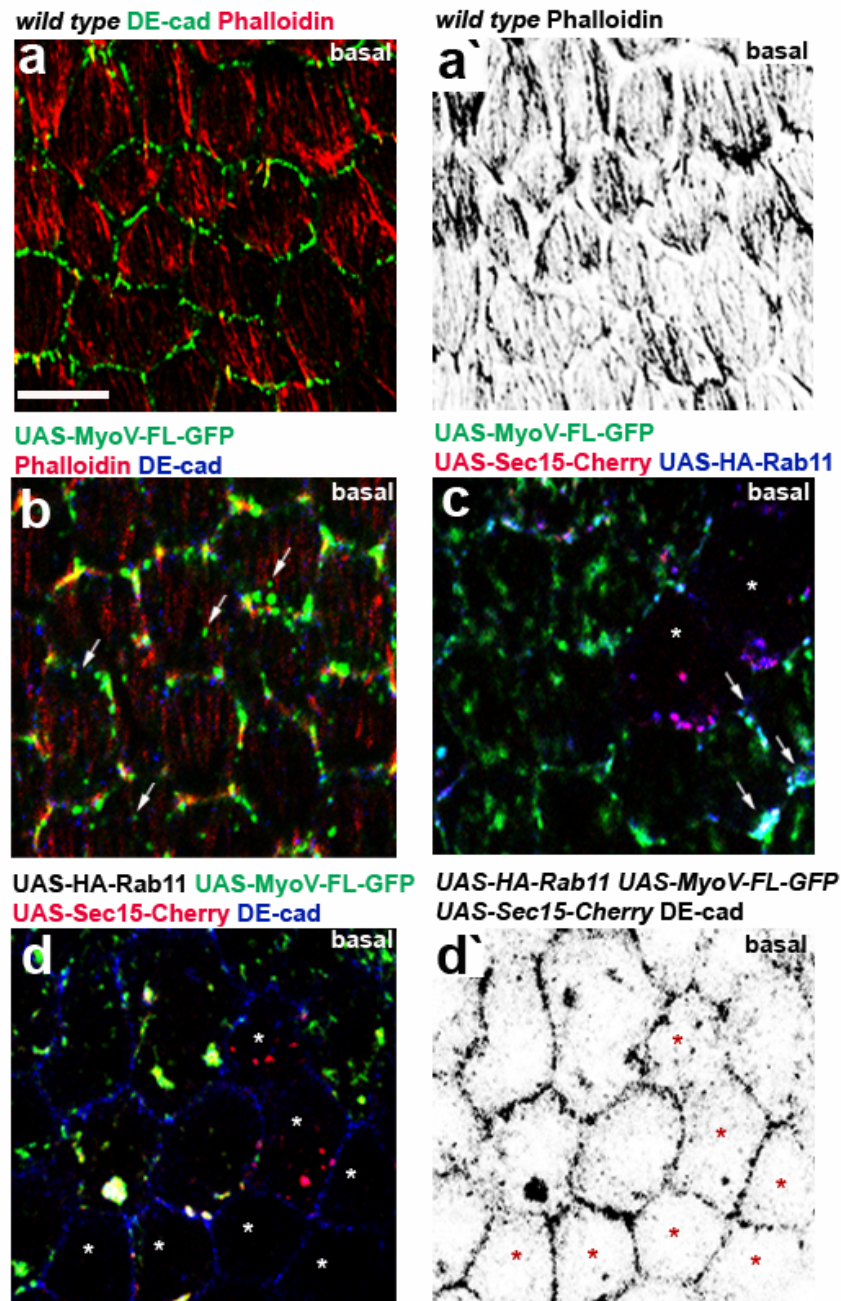 wild type DE-cad Phalloidin
wild type Phalloidin
a basal
a` basal
UAS-MyoV-FL-GFP
Phalloidin DE-cad
UAS-MyoV-FL-GFP
UAS-Sec15-Cherry UAS-HA-Rab11
b basal
c basal
* *
UAS-HA-Rab11 UAS-MyoV-FL-GFP
UAS-Sec15-Cherry DE-cad
UAS-HA-Rab11 UAS-MyoV-FL-GFP
UAS-Sec15-Cherry DE-cad
d basal
* * * * * * *
d` basal
* * * * * * *